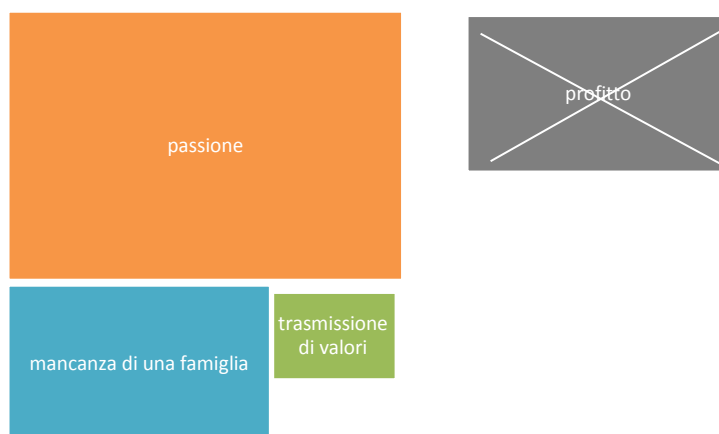 passione
profitto
mancanza di una famiglia
trasmissione
di valori